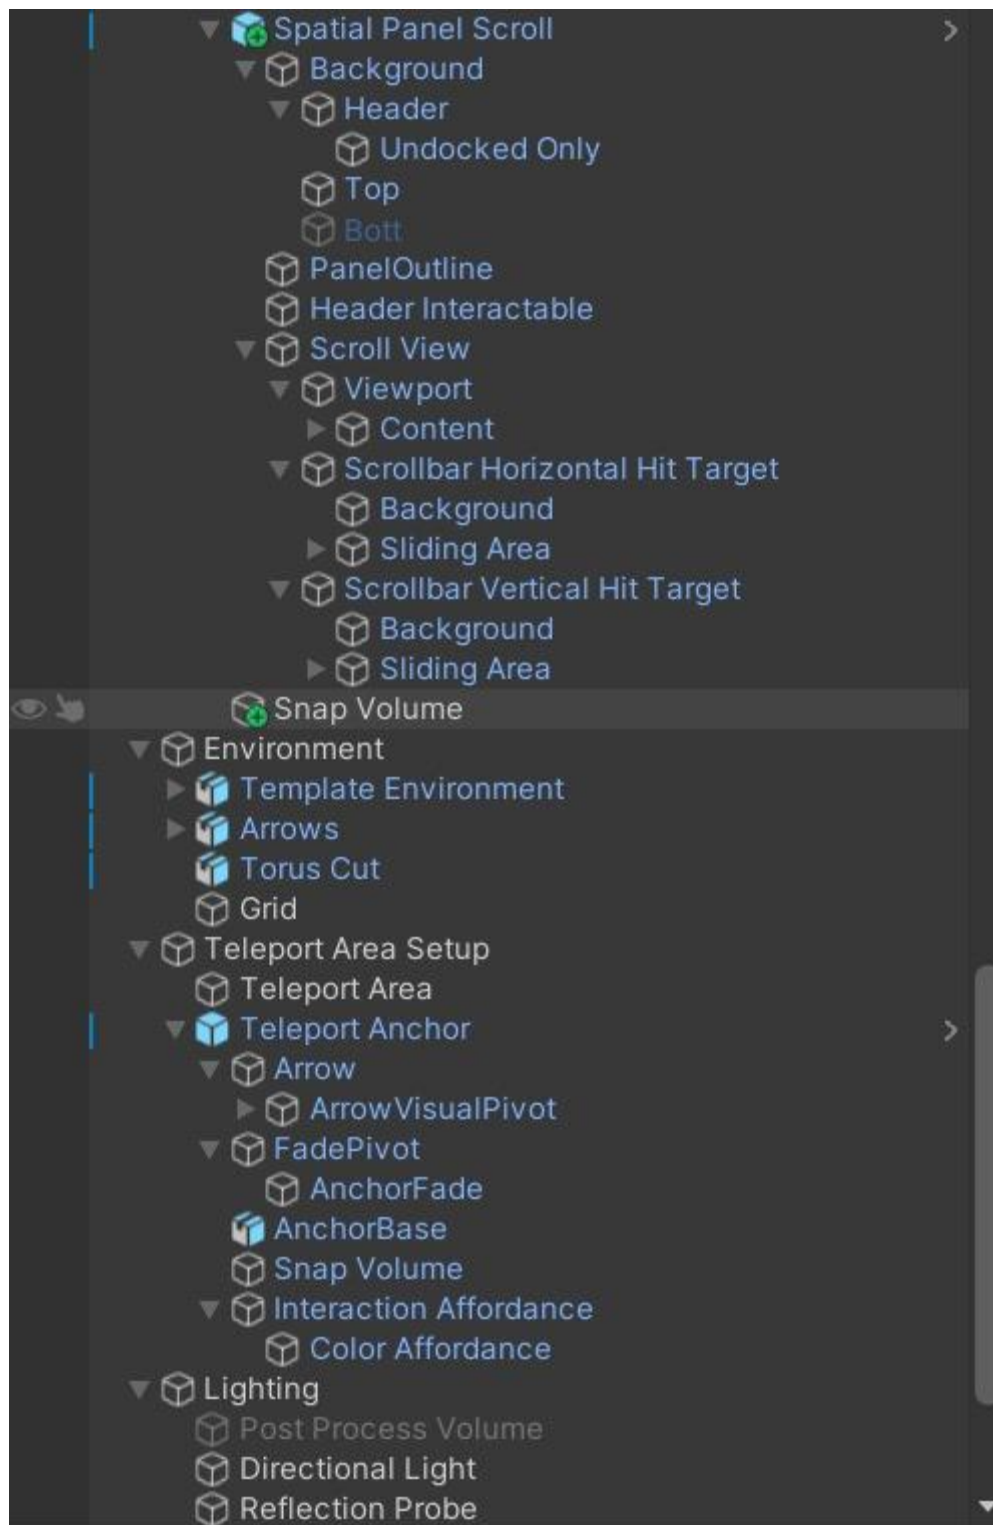 Spatial Panel Scroll
Background
Header
Undocked Only
Top
Bott
PanelOutline
Header Interactable
Scroll View
Viewport
Content
Scrollbar Horizontal Hit Target
Background
Sliding Area
Scrollbar Vertical Hit Target
Background
Sliding Area
Snap Volume
Environment
Template Environment
Arrows
Torus Cut
Grid
Teleport Area Setup
Teleport Area
Teleport Anchor
Arrow
ArrowVisualPivot
FadePivot
AnchorFade
AnchorBase
Snap Volume
Interaction Affordance
Color Affordance
Lighting
Post Process Volume
Directional Light
Reflection Probe